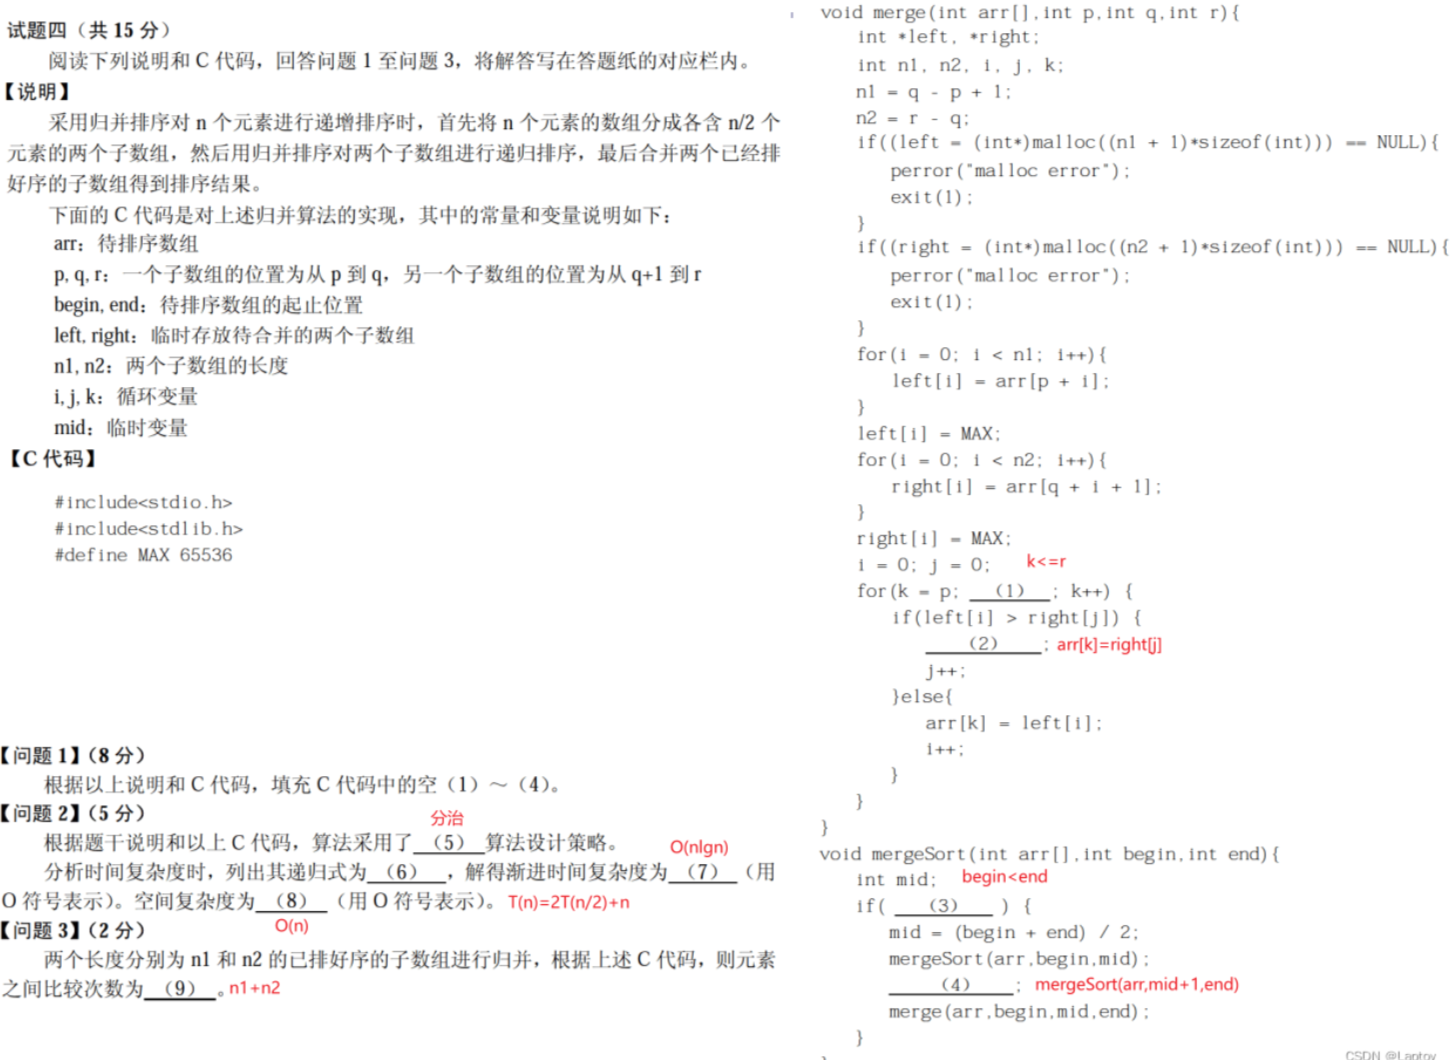 试题四（共 15 分）
阅读下列说明和 C 代码，回答问题 1 至问题 3，将解答写在答题纸的对应栏内。
【说明】
采用归并排序对 n 个元素进行递增排序时，首先将 n 个元素的数组分成各含 n/2 个
元素的两个子数组，然后用归并排序对两个子数组进行递归排序，最后合并两个已经排
好序的子数组得到排序结果。
下面的 C 代码是对上述归并算法的实现，其中的常量和变量说明如下：
arr：待排序数组
p, q, r：一个子数组的位置为从 p 到 q，另一个子数组的位置为从 q+1 到 r
begin, end：待排序数组的起止位置
left, right：临时存放待合并的两个子数组
n1, n2：两个子数组的长度
i, j, k：循环变量
mid：临时变量
【C 代码】
#include<stdio.h>
#include<stdlib.h>
#define MAX 65536
【问题 1】（8 分）
根据以上说明和 C 代码，填充 C 代码中的空（1）～（4）。
【问题 2】（5 分）
分治
根据题干说明和以上 C 代码，算法采用了（5）算法设计策略。
O(nlgn)
分析时间复杂度时，列出其递归式为（6），解得渐进时间复杂度为（7）（用
O 符号表示）。空间复杂度为（8）（用 O 符号表示）。 T(n)=2T(n/2)+n
【问题 3】（2 分） O(n)
两个长度分别为 n1 和 n2 的已排好序的子数组进行归并，根据上述 C 代码，则元素
之间比较次数为（9）。n1+n2
void merge(int arr[],int p,int q,int r){
int *left, *right;
int n1, n2, i, j, k;
n1 = q - p + 1;
n2 = r - q;
if((left = (int*)malloc((n1 + 1)*sizeof(int))) == NULL){
perror("malloc error");
exit(1);
}
if((right = (int*)malloc((n2 + 1)*sizeof(int))) == NULL){
perror("malloc error");
exit(1);
}
for(i = 0; i < n1; i++){
left[i] = arr[p + i];
}
left[i] = MAX;
for(i = 0; i < n2; i++){
right[i] = arr[q + i + 1];
}
right[i] = MAX;
i = 0; j = 0; k<=r
for(k = p; （1）; k++) {
if(left[i] > right[j]) {
（2）; arr[k]=right[j]
j++;
}else{
arr[k] = left[i];
i++;
}
}
}
void mergeSort(int arr[],int begin,int end){
int mid; begin<end
if( （3） ) {
mid = (begin + end) / 2;
mergeSort(arr,begin,mid);
（4）; mergeSort(arr,mid+1,end)
merge(arr,begin,mid,end);
}
CSDN @Laptoy